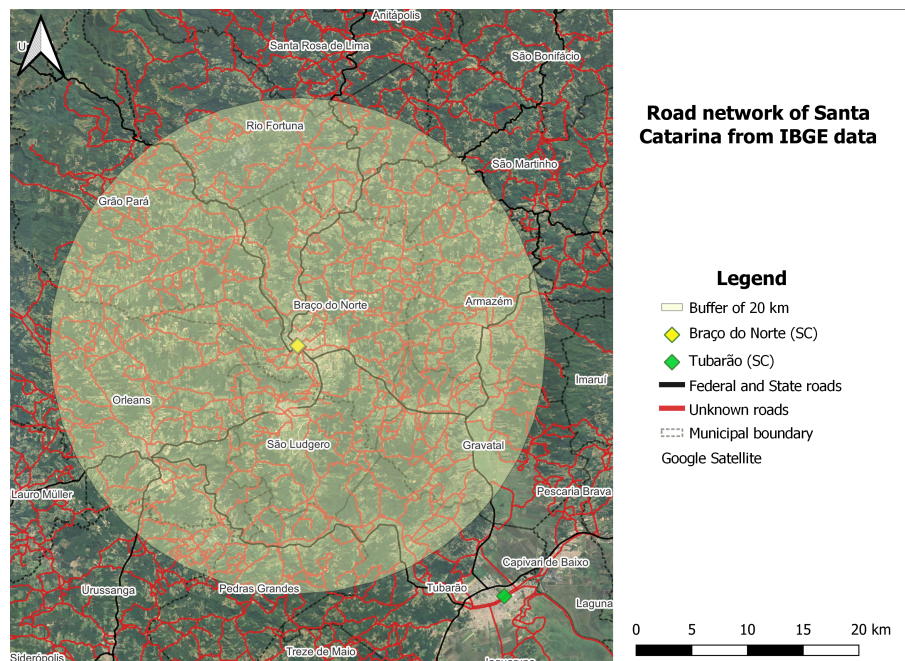 Anitápolis
U
Santa Rosa de Lima
São Bonifácio
Rio Fortuna
São Martinho
Grão Pará
Braço do Norte
Armazém
Imaruí
Orleans
São Ludgero
Gravatal
Lauro Müller
Pescaria Brava
Capivari de Baixo
Urussanga
Pedras Grandes
Tubarão
Laguna
Treze de Maio
Siderópolis
Road network of Santa
Catarina from IBGE data
Legend
Buffer of 20 km
Braço do Norte (SC)
Tubarão (SC)
Federal and State roads
Unknown roads
Municipal boundary
Google Satellite
0 5 10 15 20 km